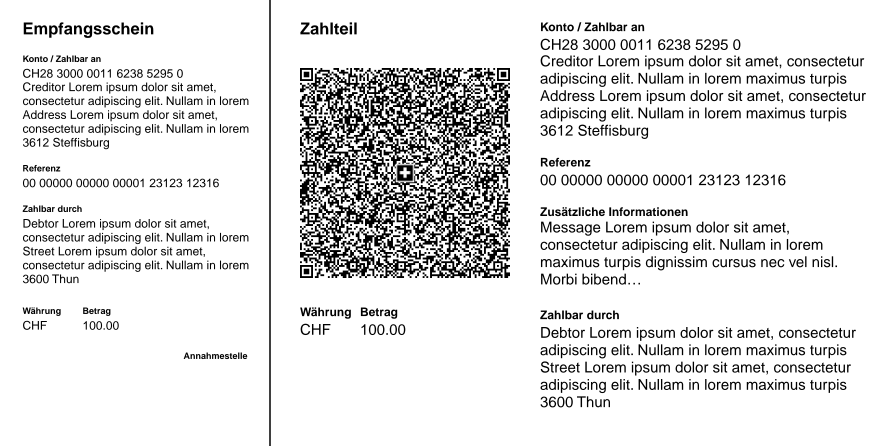 Empfangsschein
Konto / Zahlbar an
CH28 3000 0011 6238 5295 0
Creditor Lorem ipsum dolor sit amet,
consectetur adipiscing elit. Nullam in lorem
Address Lorem ipsum dolor sit amet,
consectetur adipiscing elit. Nullam in lorem
3612 Steffisburg
Referenz
00 00000 00000 00001 23123 12316
Zahlbar durch
Debtor Lorem ipsum dolor sit amet,
consectetur adipiscing elit. Nullam in lorem
Street Lorem ipsum dolor sit amet,
consectetur adipiscing elit. Nullam in lorem
3600 Thun
Währung Betrag
CHF 100.00
Annahmestelle
Zahlteil
Währung Betrag
CHF 100.00
Konto / Zahlbar an
CH28 3000 0011 6238 5295 0
Creditor Lorem ipsum dolor sit amet, consectetur
adipiscing elit. Nullam in lorem maximus turpis
Address Lorem ipsum dolor sit amet, consectetur
adipiscing elit. Nullam in lorem maximus turpis
3612 Steffisburg
Referenz
00 00000 00000 00001 23123 12316
Zusätzliche Informationen
Message Lorem ipsum dolor sit amet,
consectetur adipiscing elit. Nullam in lorem
maximus turpis dignissim cursus nec vel nisl.
Morbi bibend…
Zahlbar durch
Debtor Lorem ipsum dolor sit amet, consectetur
adipiscing elit. Nullam in lorem maximus turpis
Street Lorem ipsum dolor sit amet, consectetur
adipiscing elit. Nullam in lorem maximus turpis
3600 Thun